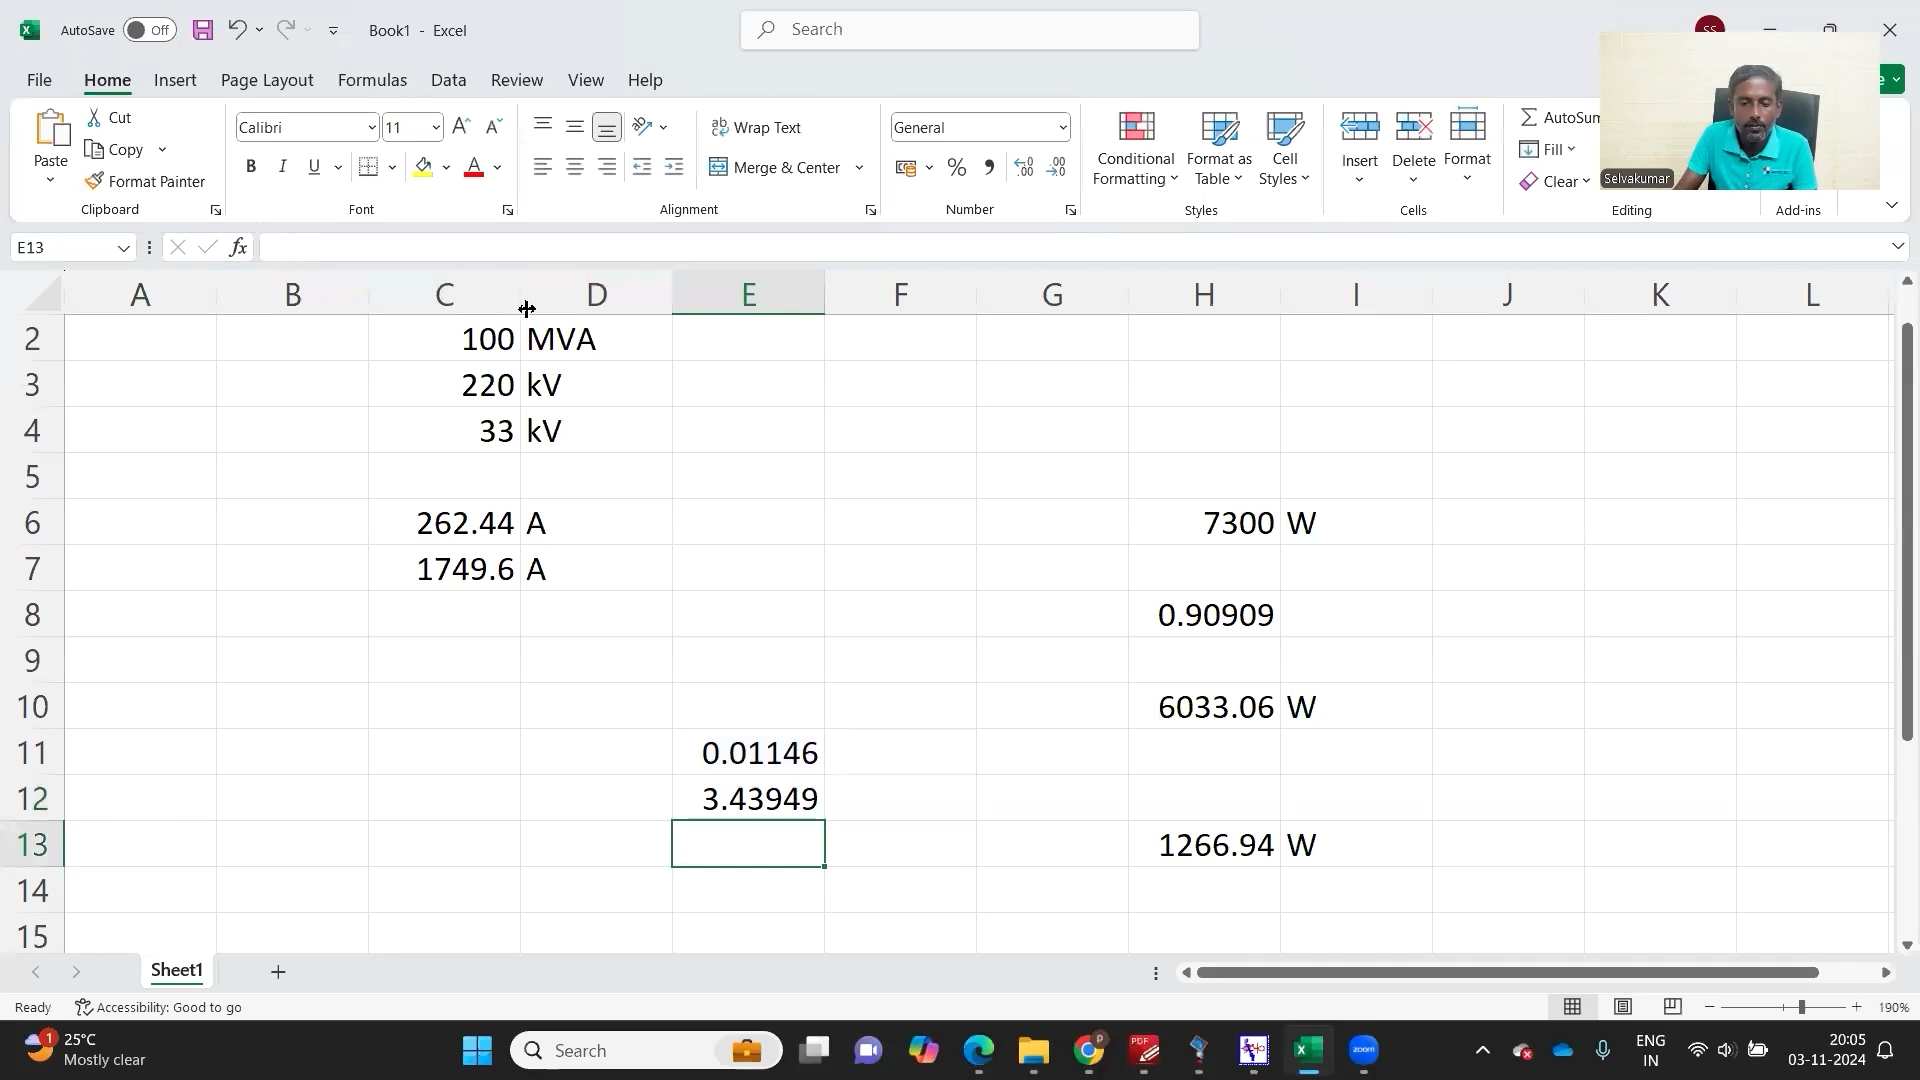 AutoSave Off Book1 - Excel Search SS
File Home Insert Page Layout Formulas Data Review View Help
Paste Cut Copy Format Painter Clipboard
Calibri 11 B I U A Font
Wrap Text Merge & Center Alignment
General % , Number
Conditional Formatting Format as Table Cell Styles Styles
Insert Delete Format Cells
AutoSum Fill Clear Editing Add-ins
Selvakumar
E13 fx
A B C D E F G H I J K L
2 100 MVA
3 220 kV
4 33 kV
5
6 262.44 A 7300 W
7 1749.6 A
8 0.90909
9
10 6033.06 W
11 0.01146
12 3.43949
13 1266.94 W
14
15
Sheet1
Ready Accessibility: Good to go 190%
1 25°C Mostly clear Search PDF zoom ENG IN 20:05 03-11-2024